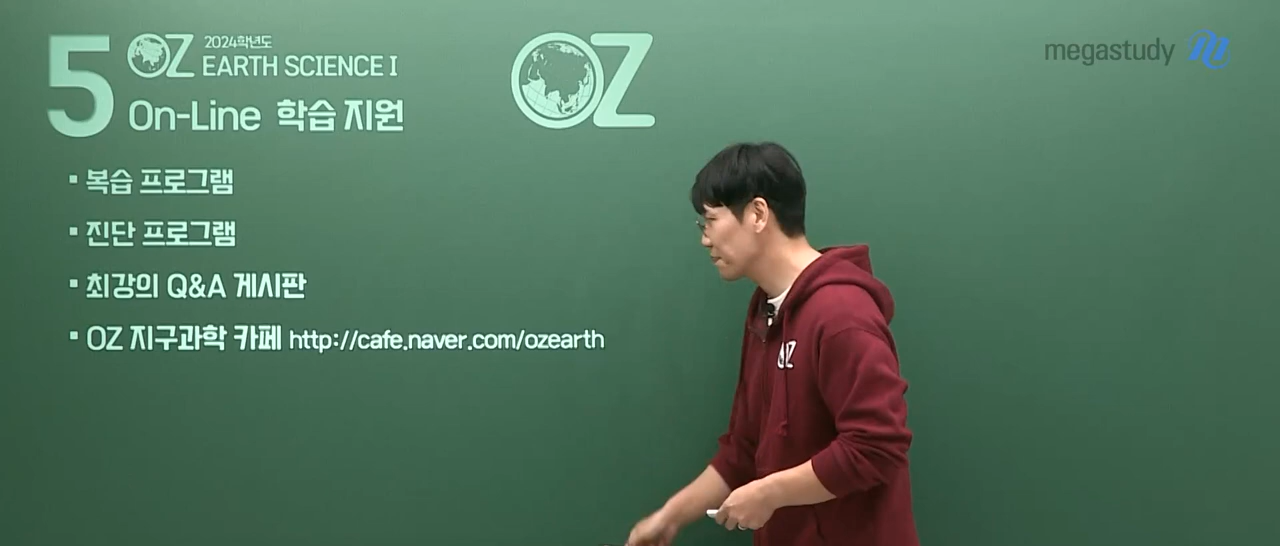 5
OZ 2024학년도
EARTH SCIENCE I
On-Line 학습 지원
OZ
megastudy
▪ 복습 프로그램
▪ 진단 프로그램
▪ 최강의 Q&A 게시판
▪ OZ 지구과학 카페 http://cafe.naver.com/ozearth
OZ